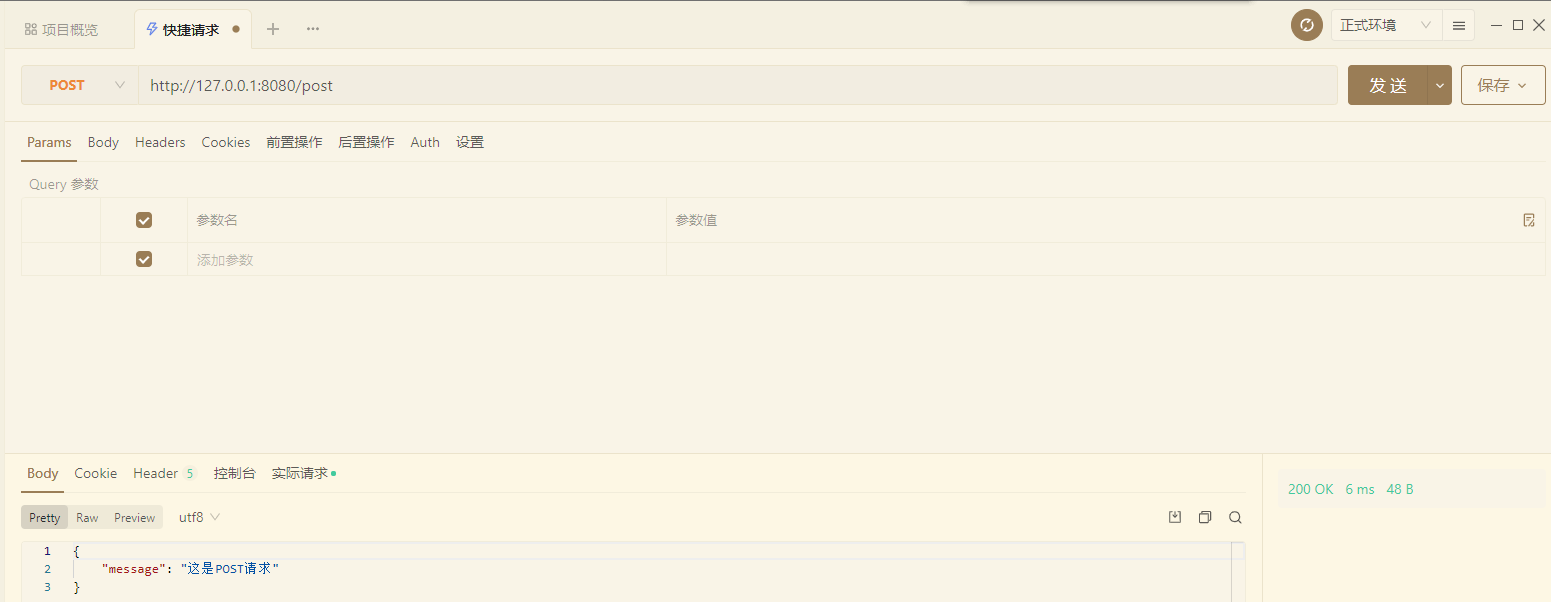 项目概览 快捷请求 正式环境
POST http://127.0.0.1:8080/post 发 送 保存
Params Body Headers Cookies 前置操作 后置操作 Auth 设置
Query 参数
参数名 参数值
添加参数
Body Cookie Header 5 控制台 实际请求
200 OK 6 ms 48 B
Pretty Raw Preview utf8
1 {
2 "message": "这是POST请求"
3 }